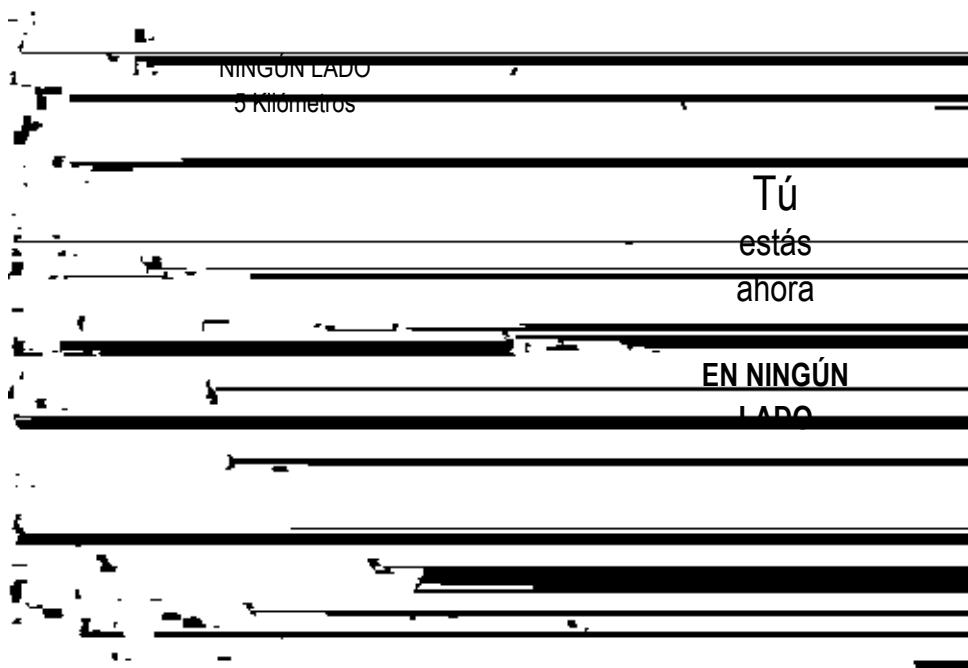 NINGÚN LADO
5 Kilómetros
Tú
estás
ahora
EN NINGÚN
LADO